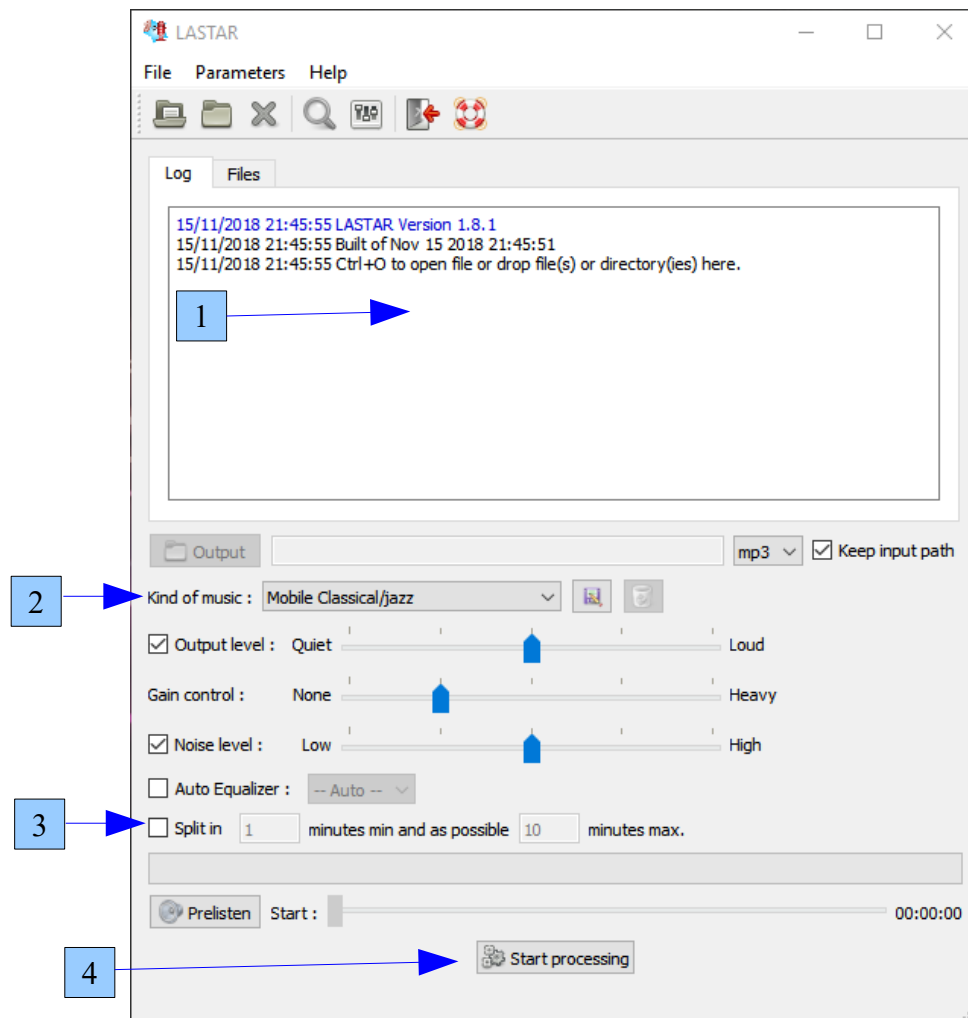 LASTAR
File Parameters Help
Log Files
15/11/2018 21:45:55 LASTAR Version 1.8.1
15/11/2018 21:45:55 Built of Nov 15 2018 21:45:51
15/11/2018 21:45:55 Ctrl+O to open file or drop file(s) or directory(ies) here.
1
Output mp3 Keep input path
2 Kind of music : Mobile Classical/jazz
Output level : Quiet Loud
Gain control : None Heavy
Noise level : Low High
Auto Equalizer : -- Auto --
3 Split in 1 minutes min and as possible 10 minutes max.
Prelisten Start : 00:00:00
4 Start processing